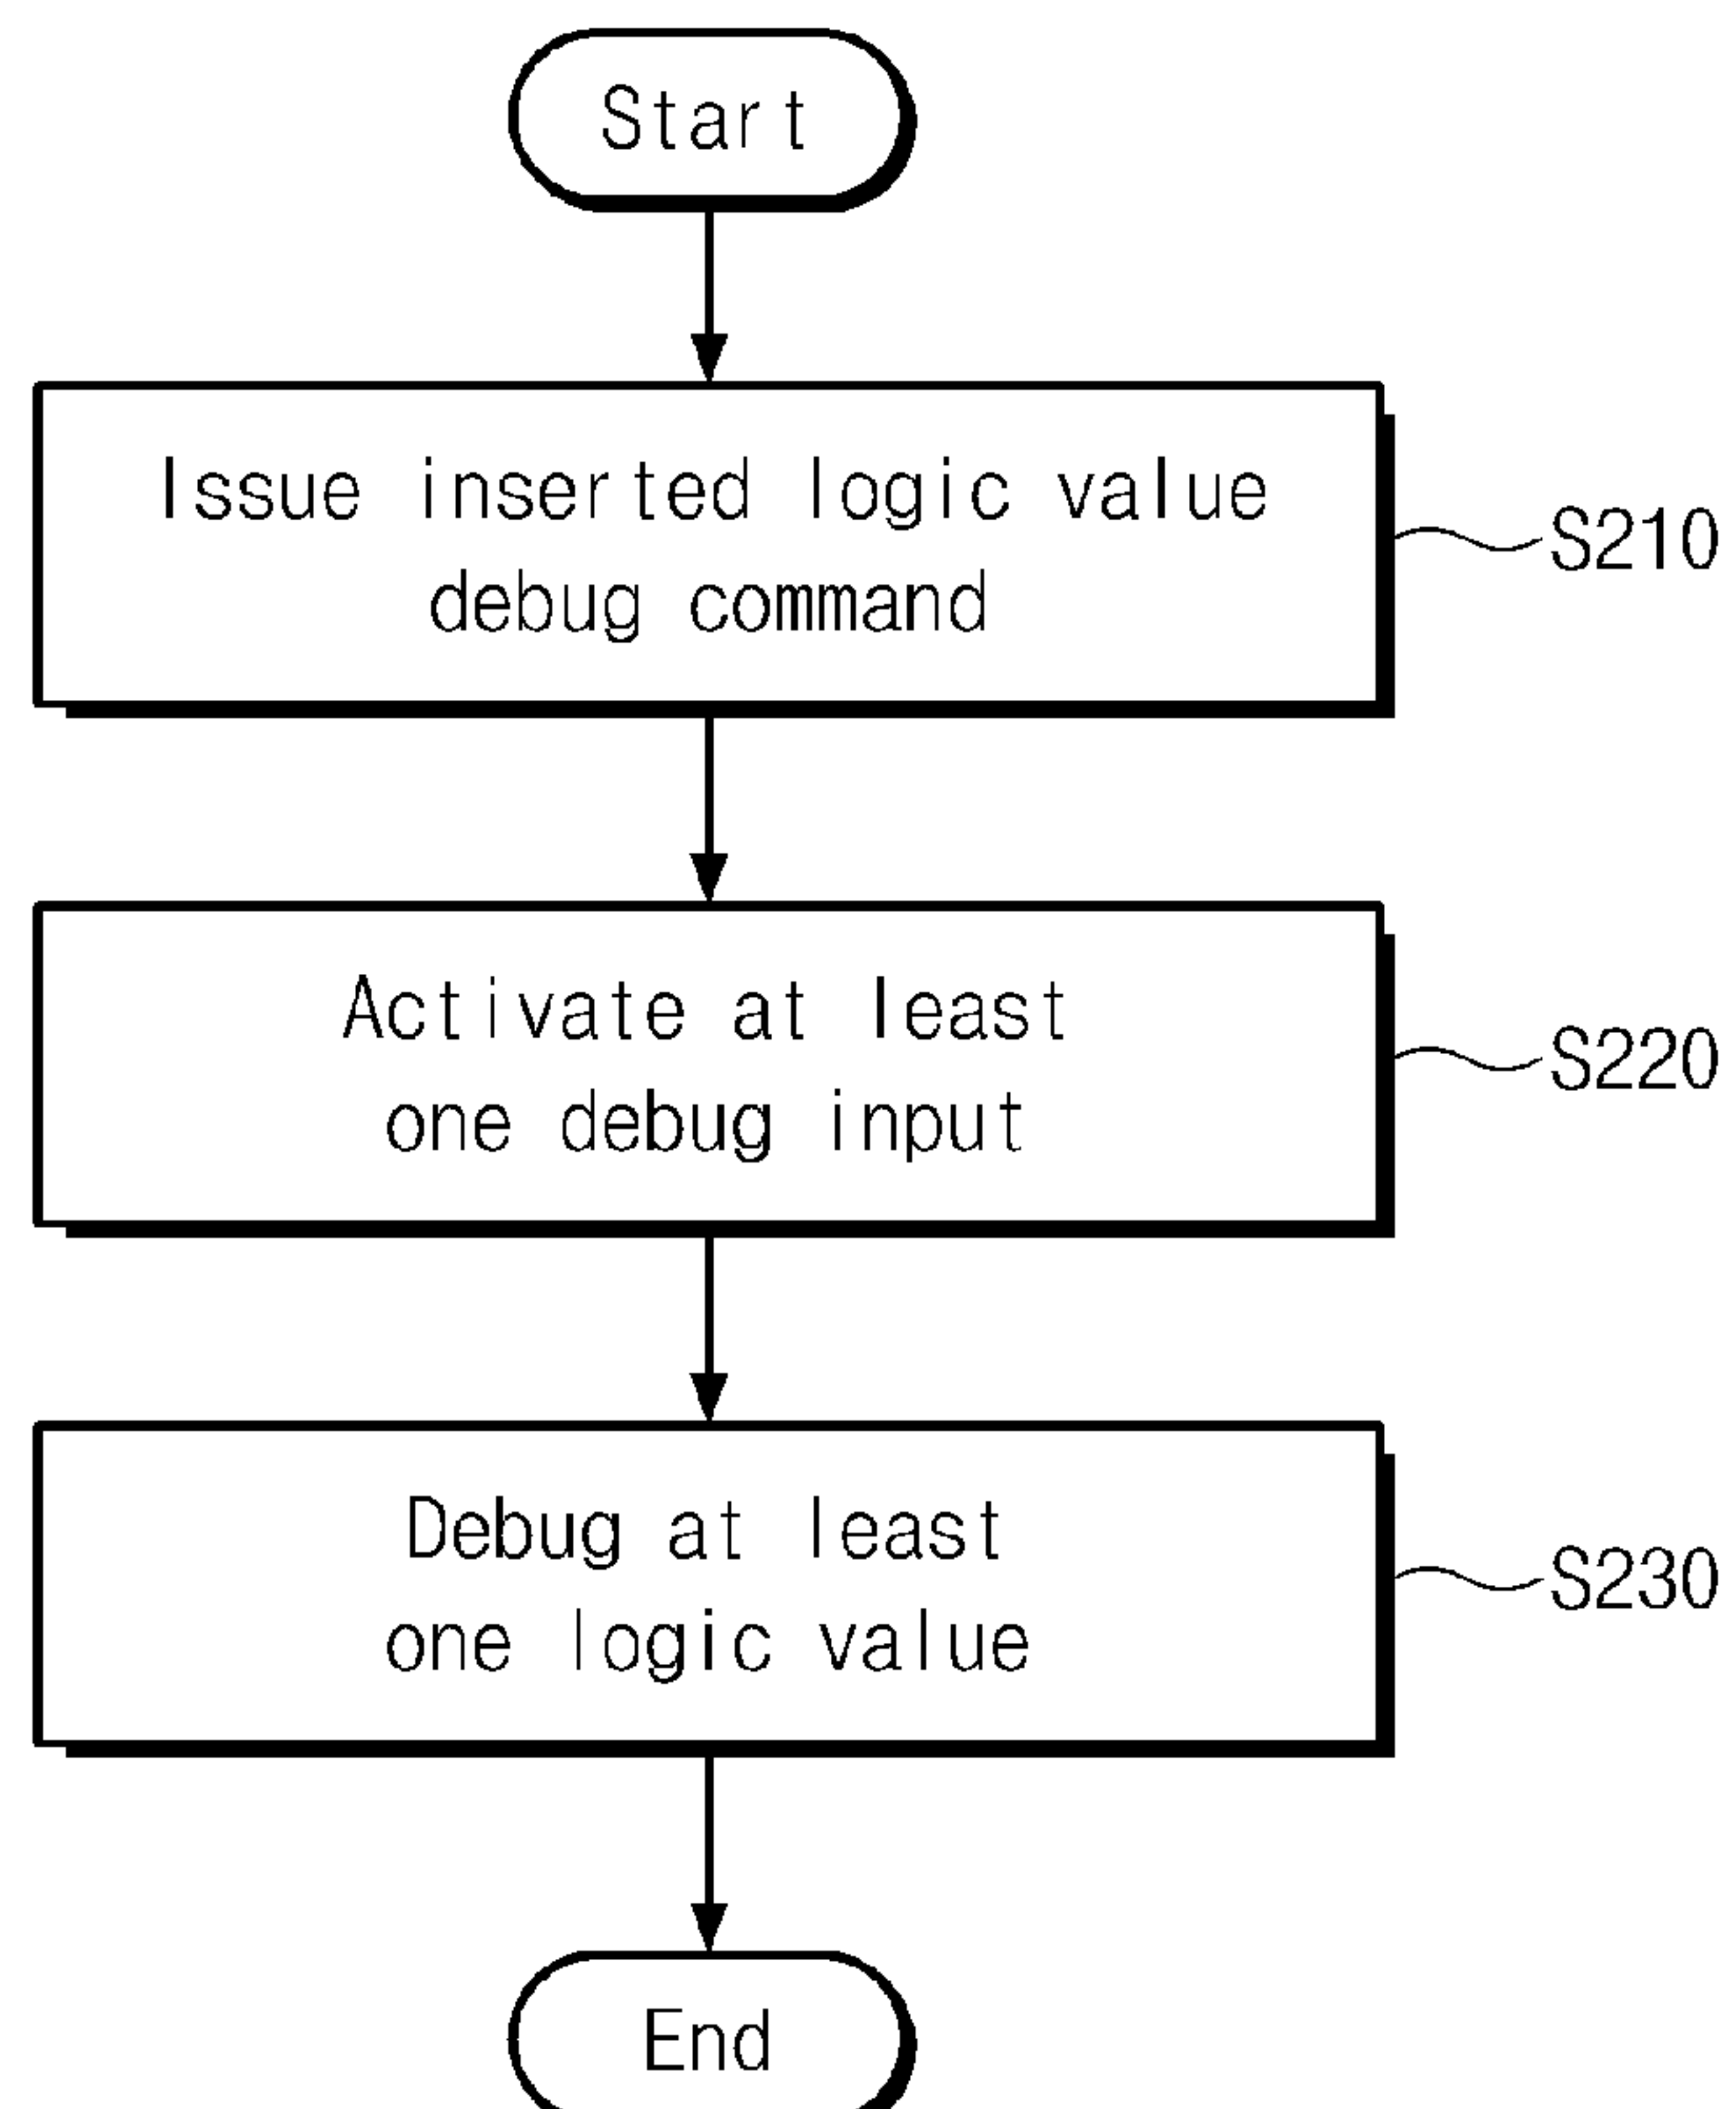 Start
Issue inserted logic value
debug command
S210
Activate at least
one debug input
S220
Debug at least
one logic value
S230
End